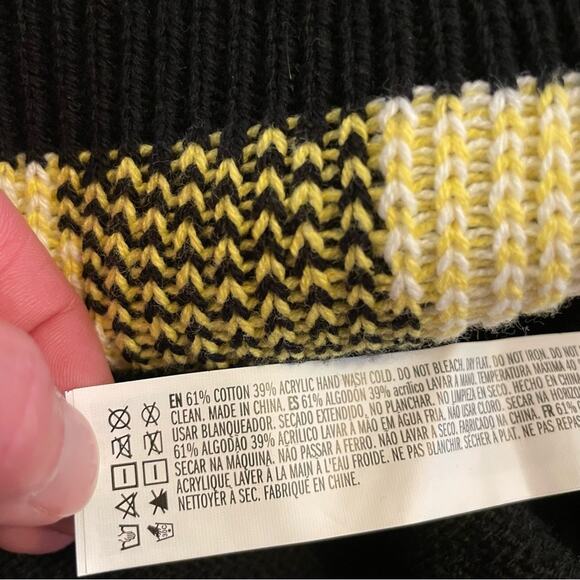 EN 61% COTTON 39% ACRYLIC HAND WASH COLD. DO NOT BLEACH. DRY FLAT. DO NOT IRON. DO NOT
CLEAN. MADE IN CHINA. ES 61% ALGODON 39% acrílico LAVAR A MANO. TEMPERATURA MÁXIMA 40
USAR BLANQUEADOR. SECADO EXTENDIDO, NO PLANCHAR. NO LIMPIEZA EN SECO. HECHO EN CHINA.
61% ALGODÃO 39% ACRÍLICO LAVAR À MÃO EM ÁGUA FRIA. NÃO USAR CLORO. SECAR NA HORIZ
SECAR NA MÁQUINA. NÃO PASSAR A FERRO. NÃO LAVAR A SECO. FABRICADO NA CHINA. FR 61%
ACRYLIQUE LAVER À LA MAIN À L'EAU FROIDE. NE PAS BLANCHIR. SÉCHER À PLAT. NE PAS REPAS
NETTOYER À SEC. FABRIQUÉ EN CHINE.